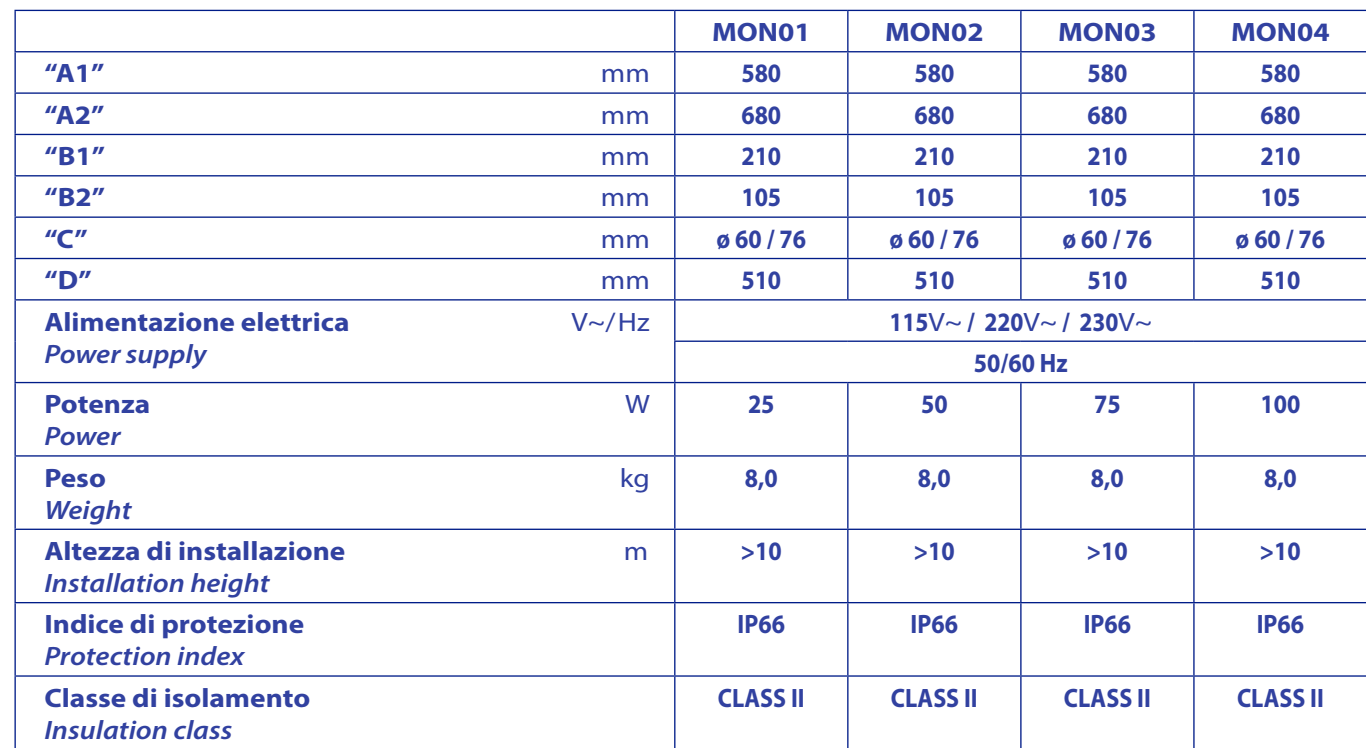 MON01 MON02 MON03 MON04
“A1” mm 580 580 580 580
“A2” mm 680 680 680 680
“B1” mm 210 210 210 210
“B2” mm 105 105 105 105
“C” mm ø 60 / 76 ø 60 / 76 ø 60 / 76 ø 60 / 76
“D” mm 510 510 510 510
Alimentazione elettrica V~/Hz 115V~ / 220V~ / 230V~
Power supply 50/60 Hz
Potenza W 25 50 75 100
Power
Peso kg 8,0 8,0 8,0 8,0
Weight
Altezza di installazione m >10 >10 >10 >10
Installation height
Indice di protezione IP66 IP66 IP66 IP66
Protection index
Classe di isolamento CLASS II CLASS II CLASS II CLASS II
Insulation class